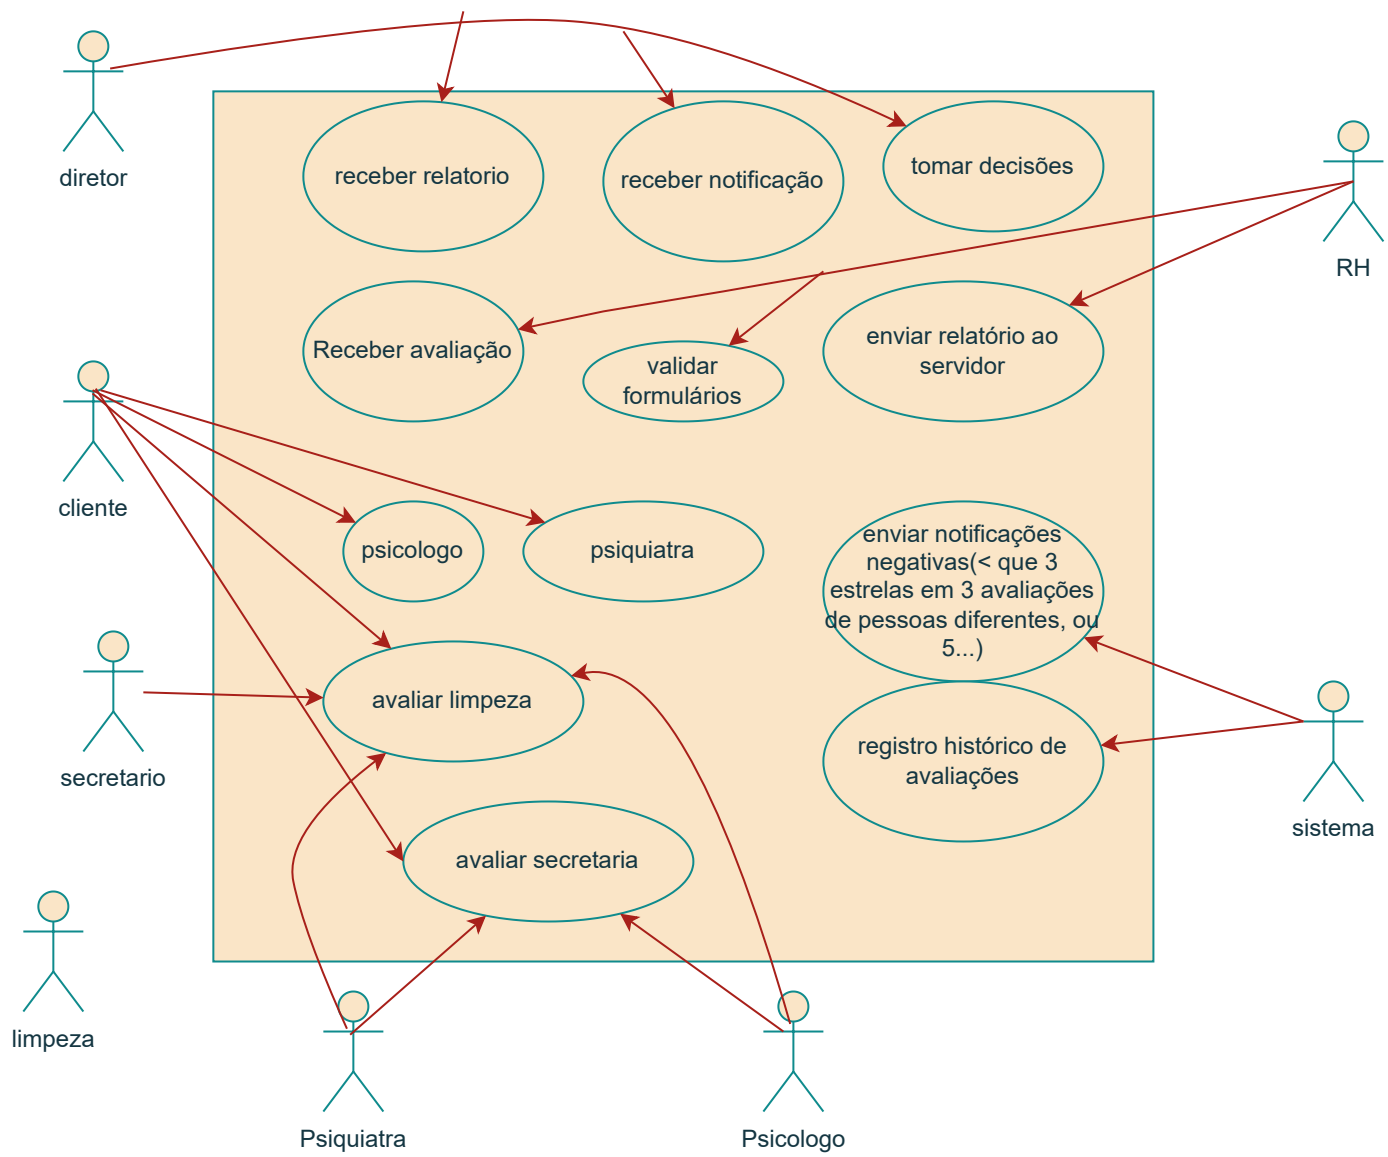 diretor
receber relatorio
receber notificação
tomar decisões
RH
Receber avaliação
validar
formulários
enviar relatório ao
servidor
cliente
psicologo
psiquiatra
enviar notificações
negativas(< que 3
estrelas em 3 avaliações
de pessoas diferentes, ou
5...)
secretario
avaliar limpeza
registro histórico de
avaliações
sistema
avaliar secretaria
limpeza
Psiquiatra
Psicologo